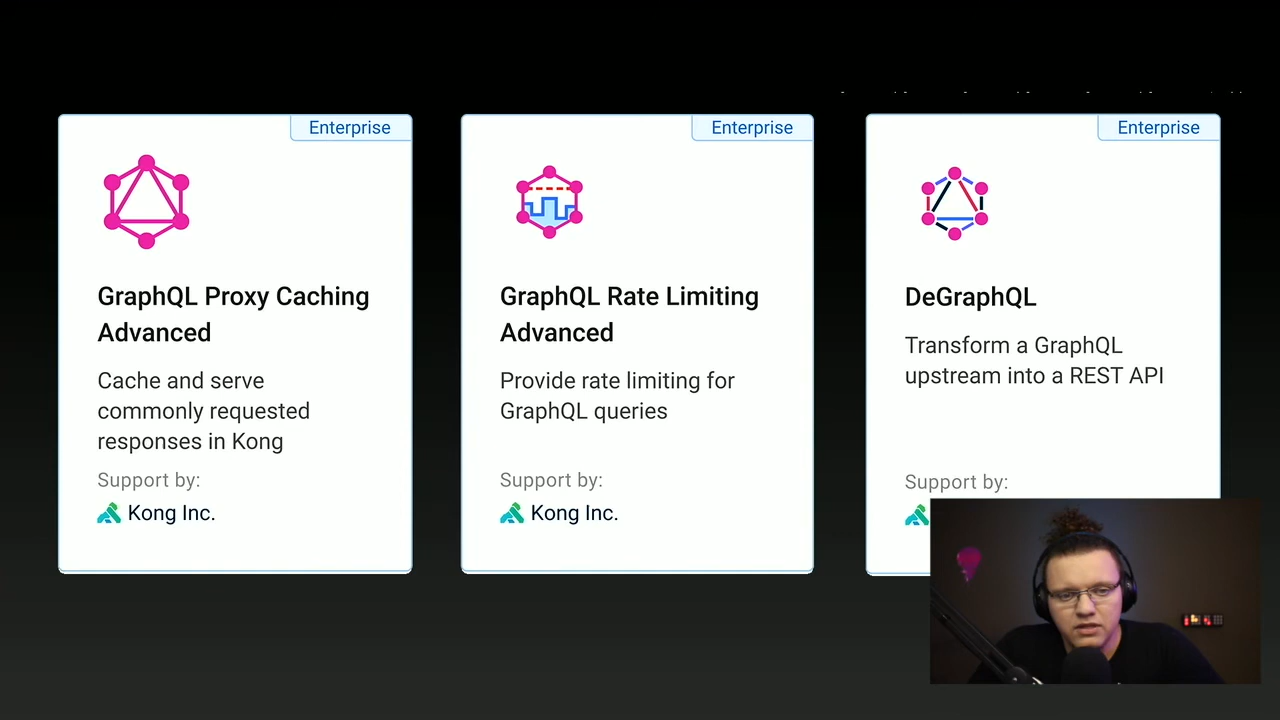 Enterprise
GraphQL Proxy Caching
Advanced
Cache and serve
commonly requested
responses in Kong
Support by:
Kong Inc.
Enterprise
GraphQL Rate Limiting
Advanced
Provide rate limiting for
GraphQL queries
Support by:
Kong Inc.
Enterprise
DeGraphQL
Transform a GraphQL
upstream into a REST API
Support by: